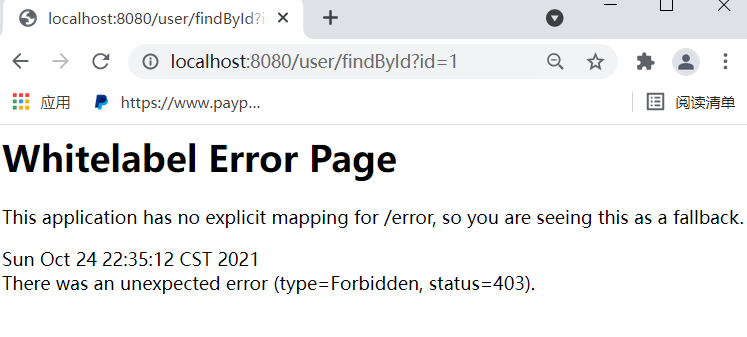 localhost:8080/user/findById?i
localhost:8080/user/findById?id=1
应用
https://www.payp...
阅读清单
Whitelabel Error Page
This application has no explicit mapping for /error, so you are seeing this as a fallback.
Sun Oct 24 22:35:12 CST 2021
There was an unexpected error (type=Forbidden, status=403).